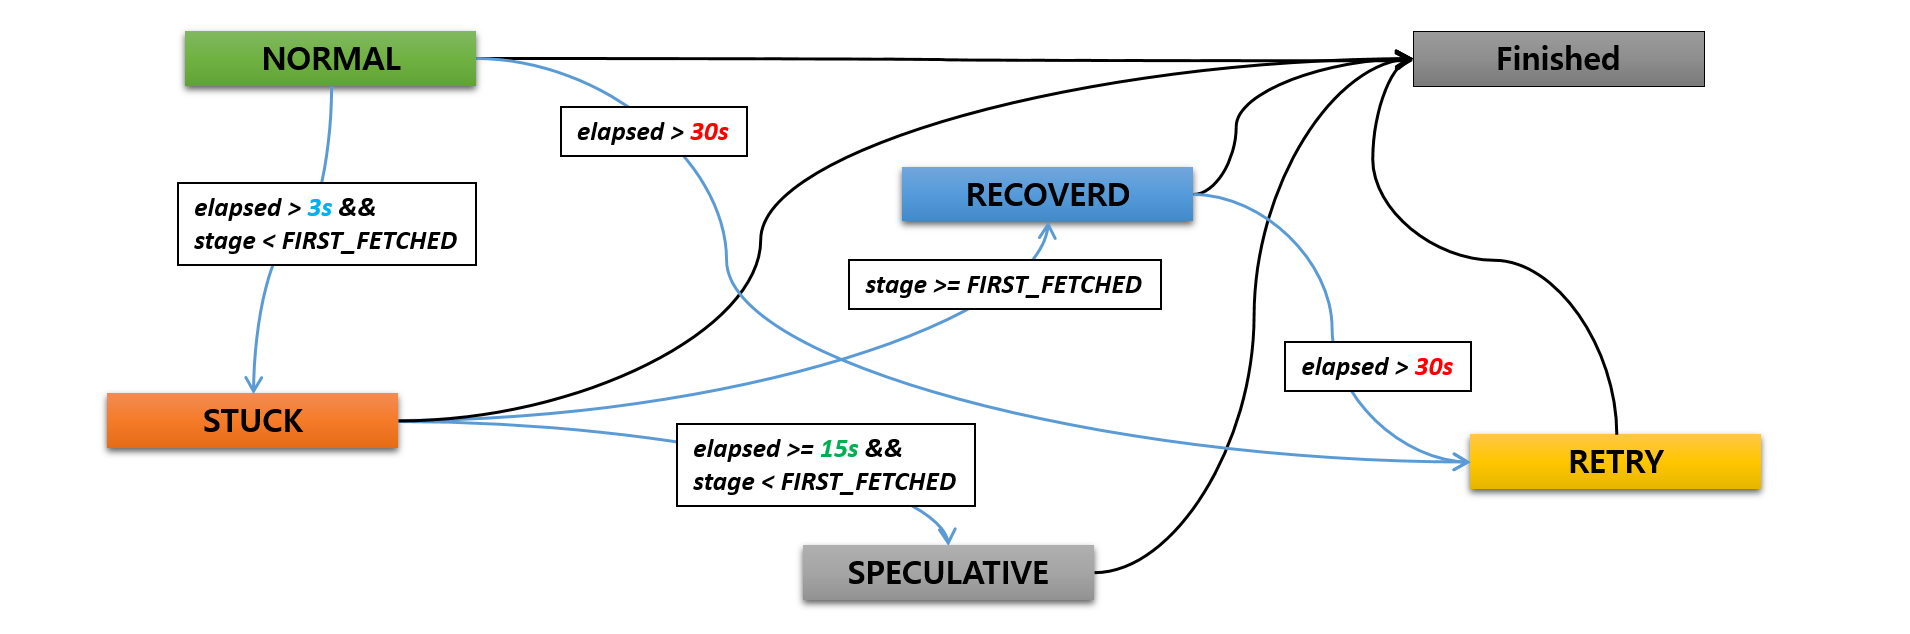 NORMAL
Finished
elapsed > 30s
RECOVERD
elapsed > 3s &&
stage < FIRST_FETCHED
stage >= FIRST_FETCHED
elapsed > 30s
STUCK
elapsed >= 15s &&
stage < FIRST_FETCHED
RETRY
SPECULATIVE